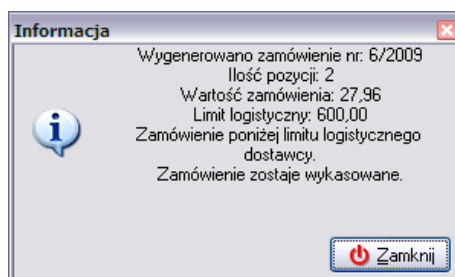 Informacja
Wygenerowano zamówienie nr: 6/2009
Ilość pozycji: 2
Wartość zamówienia: 27,96
Limit logistyczny: 600,00
Zamówienie poniżej limitu logistycznego
dostawcy.
Zamówienie zostaje wykasowane.
Zamknij